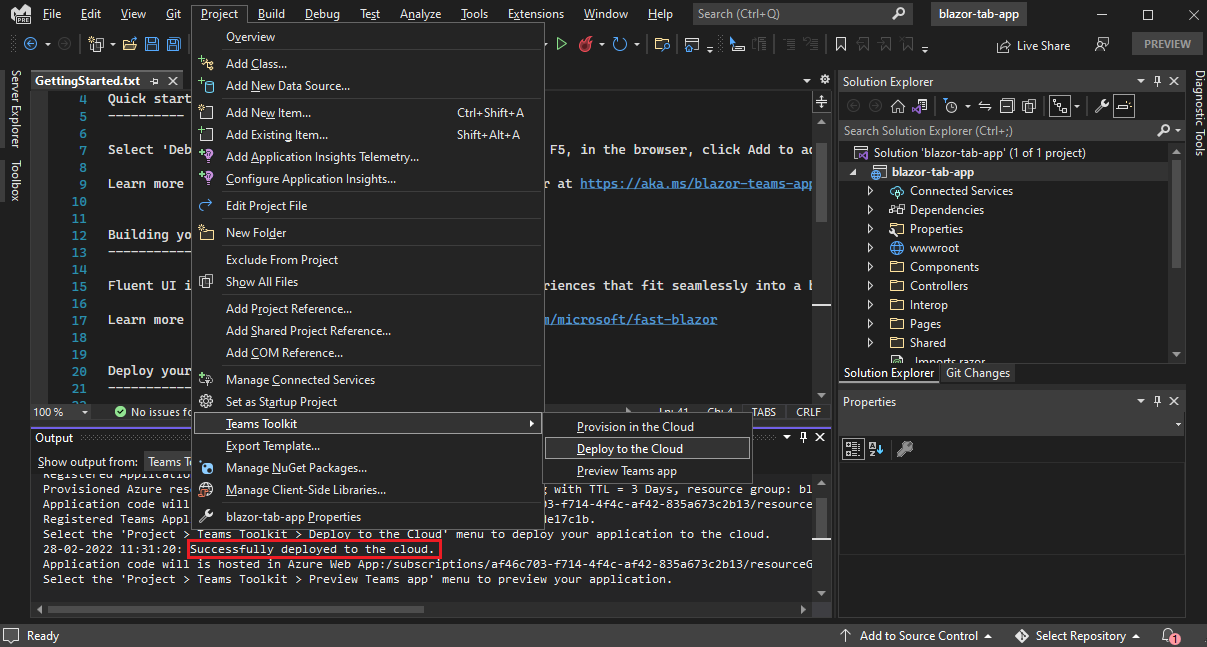 File Edit View Git Project Build Debug Test Analyze Tools Extensions Window Help Search (Ctrl+Q) blazor-tab-app
PRE
Live Share PREVIEW
Server Explorer
Toolbox
GettingStarted.txt
4 Quick start
5 ----------
6
7 Select 'Deb F5, in the browser, click Add to ad
8
9 Learn more r at https://aka.ms/blazor-teams-app
10
11
12 Building yo
13
14
15 Fluent UI i riences that fit seamlessly into a b
16
17 Learn more m/microsoft/fast-blazor
18
19
20 Deploy your
21
100 % No issues fo Ln: 41 Ch: 4 TABS CRLF
Overview
Add Class...
Add New Data Source...
Add New Item... Ctrl+Shift+A
Add Existing Item... Shift+Alt+A
Add Application Insights Telemetry...
Configure Application Insights...
Edit Project File
New Folder
Exclude From Project
Show All Files
Add Project Reference...
Add Shared Project Reference...
Add COM Reference...
Manage Connected Services
Set as Startup Project
Teams Toolkit
Export Template...
Manage NuGet Packages...
Manage Client-Side Libraries...
blazor-tab-app Properties
Provision in the Cloud
Deploy to the Cloud
Preview Teams app
Output
Show output from: Teams To
Registered Application
Provisioned Azure reso ng with TTL = 3 Days, resource group: bl
Application code will 03-f714-4f4c-af42-835a673c2b13/resource
Registered Teams Appl de17c1b.
Select the 'Project > Teams Toolkit > Deploy to the Cloud' menu to deploy your application to the cloud.
28-02-2022 11:31:20: Successfully deployed to the cloud.
Application code will is hosted in Azure Web App:/subscriptions/af46c703-f714-4f4c-af42-835a673c2b13/resourceG
Select the 'Project > Teams Toolkit > Preview Teams app' menu to preview your application.
Solution Explorer
Search Solution Explorer (Ctrl+;)
Solution 'blazor-tab-app' (1 of 1 project)
blazor-tab-app
Connected Services
Dependencies
Properties
wwwroot
Components
Controllers
Interop
Pages
Shared
_Imports.razor
Solution Explorer Git Changes
Properties
Diagnostic Tools
Ready Add to Source Control Select Repository 1